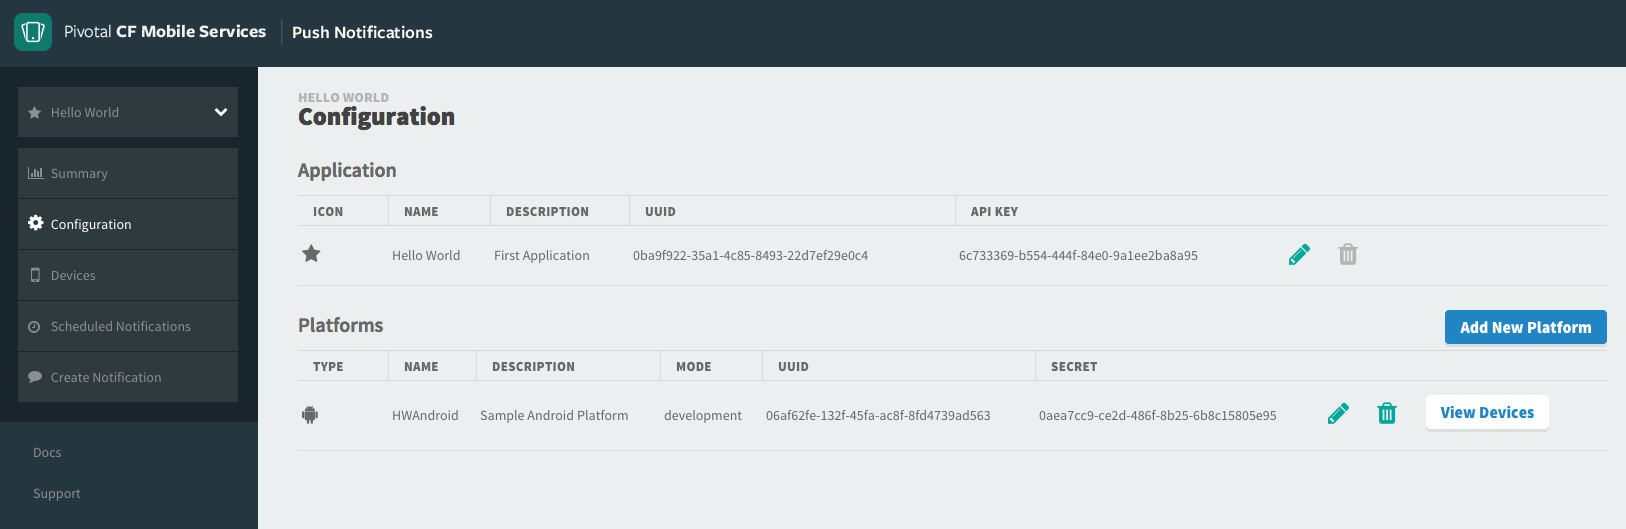 Pivotal CF Mobile Services Push Notifications
Hello World
Summary
Configuration
Devices
Scheduled Notifications
Create Notification
Docs
Support
HELLO WORLD
Configuration
Application
ICON NAME DESCRIPTION UUID API KEY
Hello World First Application 0ba9f922-35a1-4c85-8493-22d7ef29e0c4 6c733369-b554-444f-84e0-9a1ee2ba8a95
Platforms Add New Platform
TYPE NAME DESCRIPTION MODE UUID SECRET
HWAndroid Sample Android Platform development 06af62fe-132f-45fa-ac8f-8fd4739ad563 0aea7cc9-ce2d-486f-8b25-6b8c15805e95 View Devices